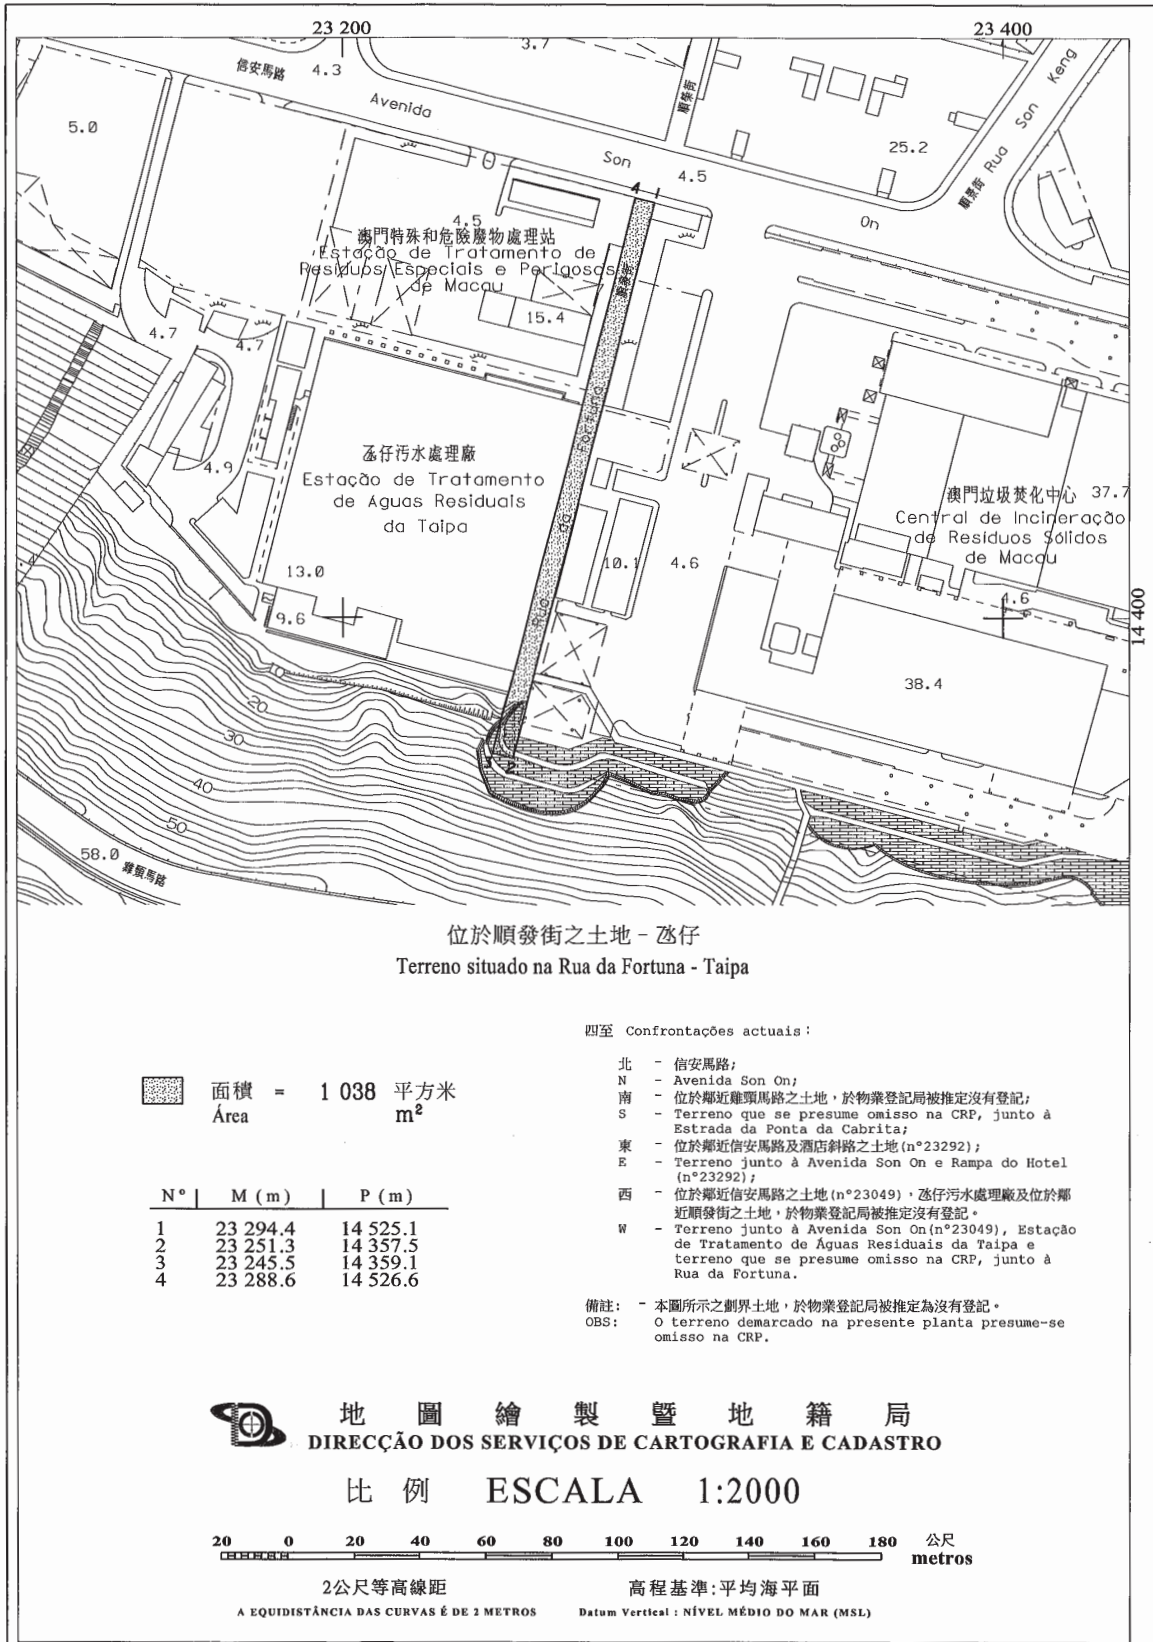 23 200
23 400
3.7
信安馬路
4.3
Avenida
Son
On
順榮街
順景街 Rua Son Keng
5.0
25.2
4.5
4
1
4.5
澳門特殊和危險廢物處理站
Estação de Tratamento de
Resíduos Especiais e Perigosos
de Macau
15.4
4.7
4.7
4.9
氹仔污水處理廠
Estação de Tratamento
de Águas Residuais
da Taipa
Rua da Fortuna
澳門垃圾焚化中心
37.7
Central de Incineração
de Resíduos Sólidos
de Macau
13.0
9.6
10.1
4.6
4.6
14 400
38.4
20
30
40
50
58.0
雞頸馬路
3
2
位於順發街之土地 - 氹仔
Terreno situado na Rua da Fortuna - Taipa
面積 = 1 038 平方米
Área m²
N° M (m) P (m)
1 23 294.4 14 525.1
2 23 251.3 14 357.5
3 23 245.5 14 359.1
4 23 288.6 14 526.6
四至 Confrontações actuais :
北 - 信安馬路;
N - Avenida Son On;
南 - 位於鄰近雞頸馬路之土地，於物業登記局被推定沒有登記;
S - Terreno que se presume omisso na CRP, junto à
Estrada da Ponta da Cabrita;
東 - 位於鄰近信安馬路及酒店斜路之土地(n°23292);
E - Terreno junto à Avenida Son On e Rampa do Hotel
(n°23292);
西 - 位於鄰近信安馬路之土地(n°23049)，氹仔污水處理廠及位於鄰
近順發街之土地，於物業登記局被推定沒有登記。
W - Terreno junto à Avenida Son On(n°23049), Estação
de Tratamento de Águas Residuais da Taipa e
terreno que se presume omisso na CRP, junto à
Rua da Fortuna.
備註: - 本圖所示之劃界土地，於物業登記局被推定為沒有登記。
OBS: O terreno demarcado na presente planta presume-se
omisso na CRP.
地圖繪製暨地籍局
DIRECÇÃO DOS SERVIÇOS DE CARTOGRAFIA E CADASTRO
比例 ESCALA 1:2000
20 0 20 40 60 80 100 120 140 160 180 公尺
metros
2公尺等高線距 高程基準:平均海平面
A EQUIDISTÂNCIA DAS CURVAS É DE 2 METROS Datum Vertical : NÍVEL MÉDIO DO MAR (MSL)